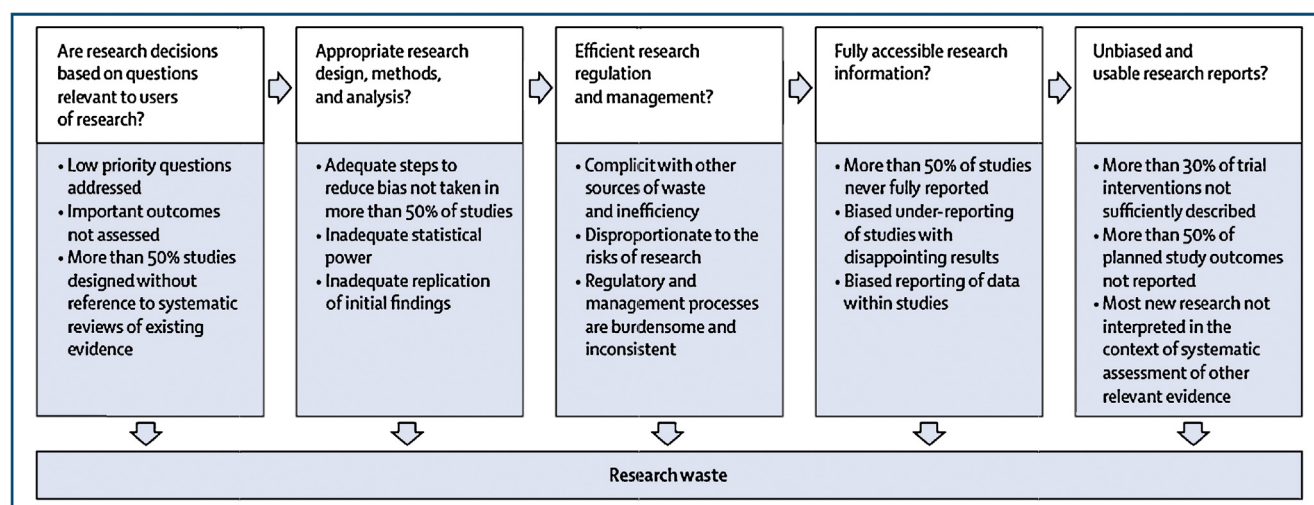 Are research decisions
based on questions
relevant to users
of research?
• Low priority questions
addressed
• Important outcomes
not assessed
• More than 50% studies
designed without
reference to systematic
reviews of existing
evidence
Appropriate research
design, methods,
and analysis?
• Adequate steps to
reduce bias not taken in
more than 50% of studies
• Inadequate statistical
power
• Inadequate replication
of initial findings
Efficient research
regulation
and management?
• Complicit with other
sources of waste
and inefficiency
• Disproportionate to the
risks of research
• Regulatory and
management processes
are burdensome and
inconsistent
Fully accessible research
information?
• More than 50% of studies
never fully reported
• Biased under-reporting
of studies with
disappointing results
• Biased reporting of data
within studies
Unbiased and
usable research reports?
• More than 30% of trial
interventions not
sufficiently described
• More than 50% of
planned study outcomes
not reported
• Most new research not
interpreted in the
context of systematic
assessment of other
relevant evidence
Research waste